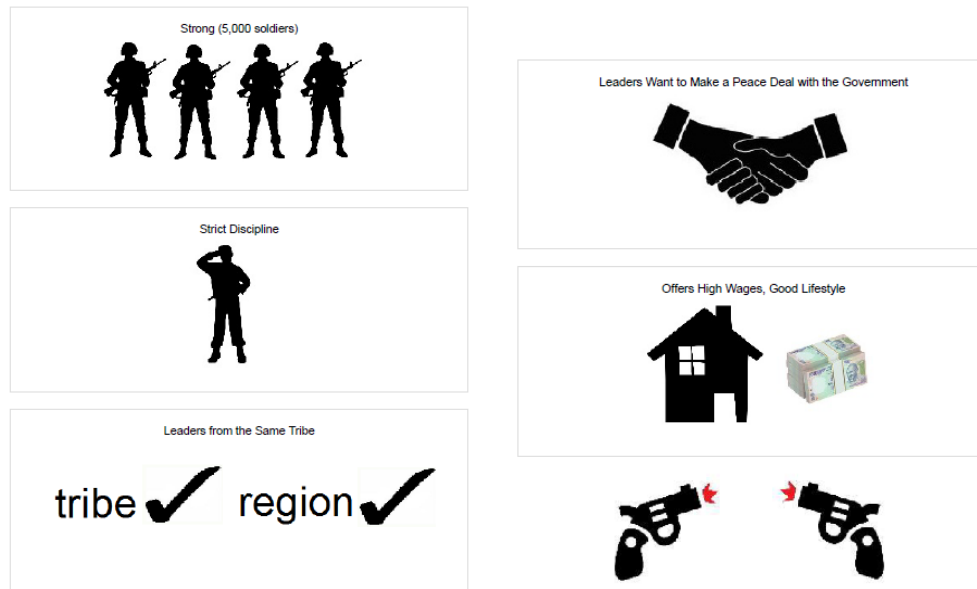 Strong (5,000 soldiers)
Strict Discipline
Leaders from the Same Tribe
tribe region
Leaders Want to Make a Peace Deal with the Government
Offers High Wages, Good Lifestyle